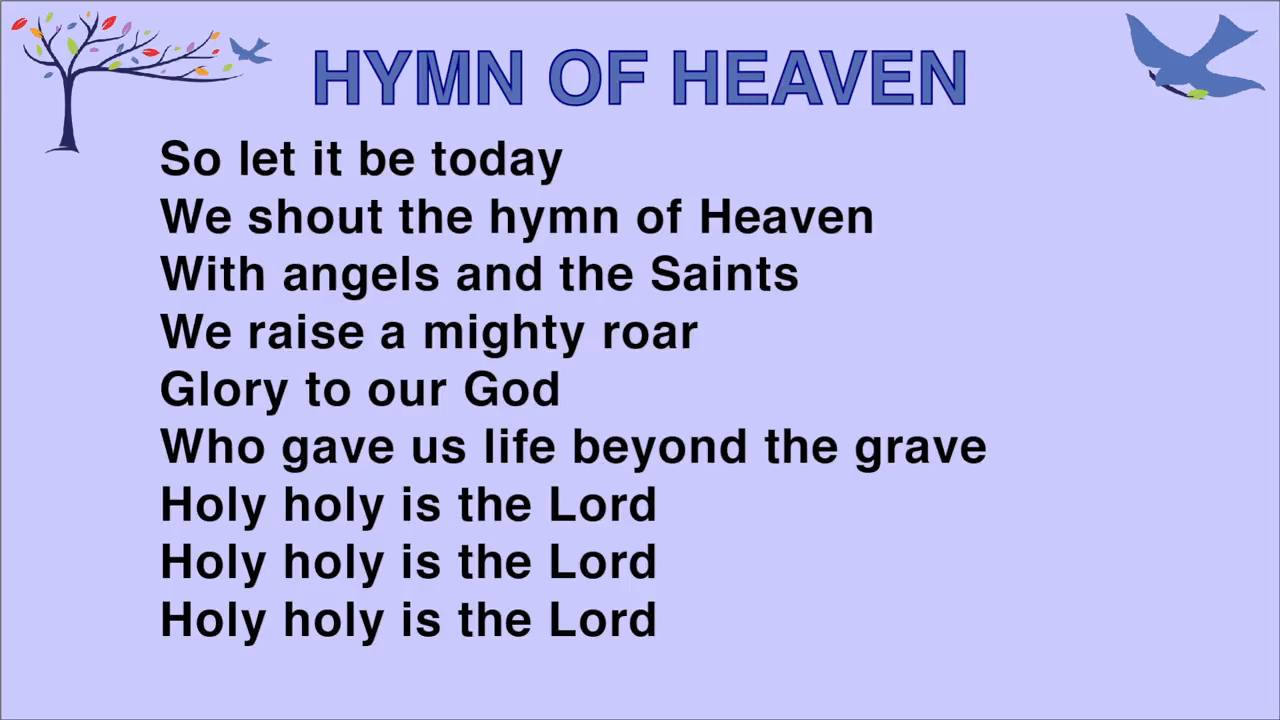 HYMN OF HEAVEN
So let it be today
We shout the hymn of Heaven
With angels and the Saints
We raise a mighty roar
Glory to our God
Who gave us life beyond the grave
Holy holy is the Lord
Holy holy is the Lord
Holy holy is the Lord